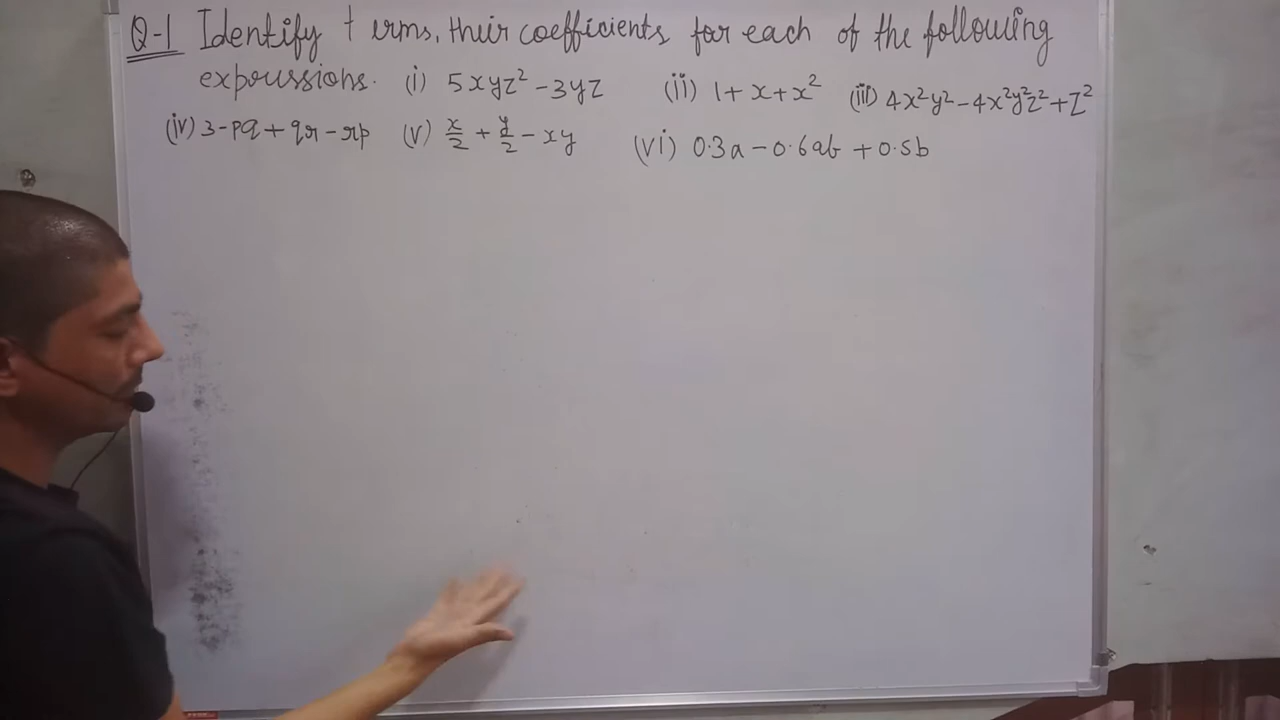 Q-1 Identify terms, their coefficients for each of the following
expressions. (i) 5xyz² - 3yz (ii) 1 + x + x² (iii) 4x²y² - 4x²y²z² + z²
(iv) 3 - pq + qr - rp (v) x/2 + y/2 - xy (vi) 0.3a - 0.6ab + 0.5b